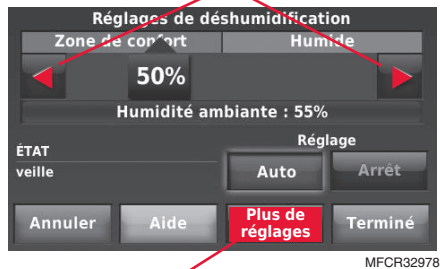 Réglages de déshumidification
Zone de confort Humide
50%
Humidité ambiante : 55%
Réglage
ÉTAT
veille
Auto Arrêt
Annuler Aide Plus de réglages Terminé
MFCR32978